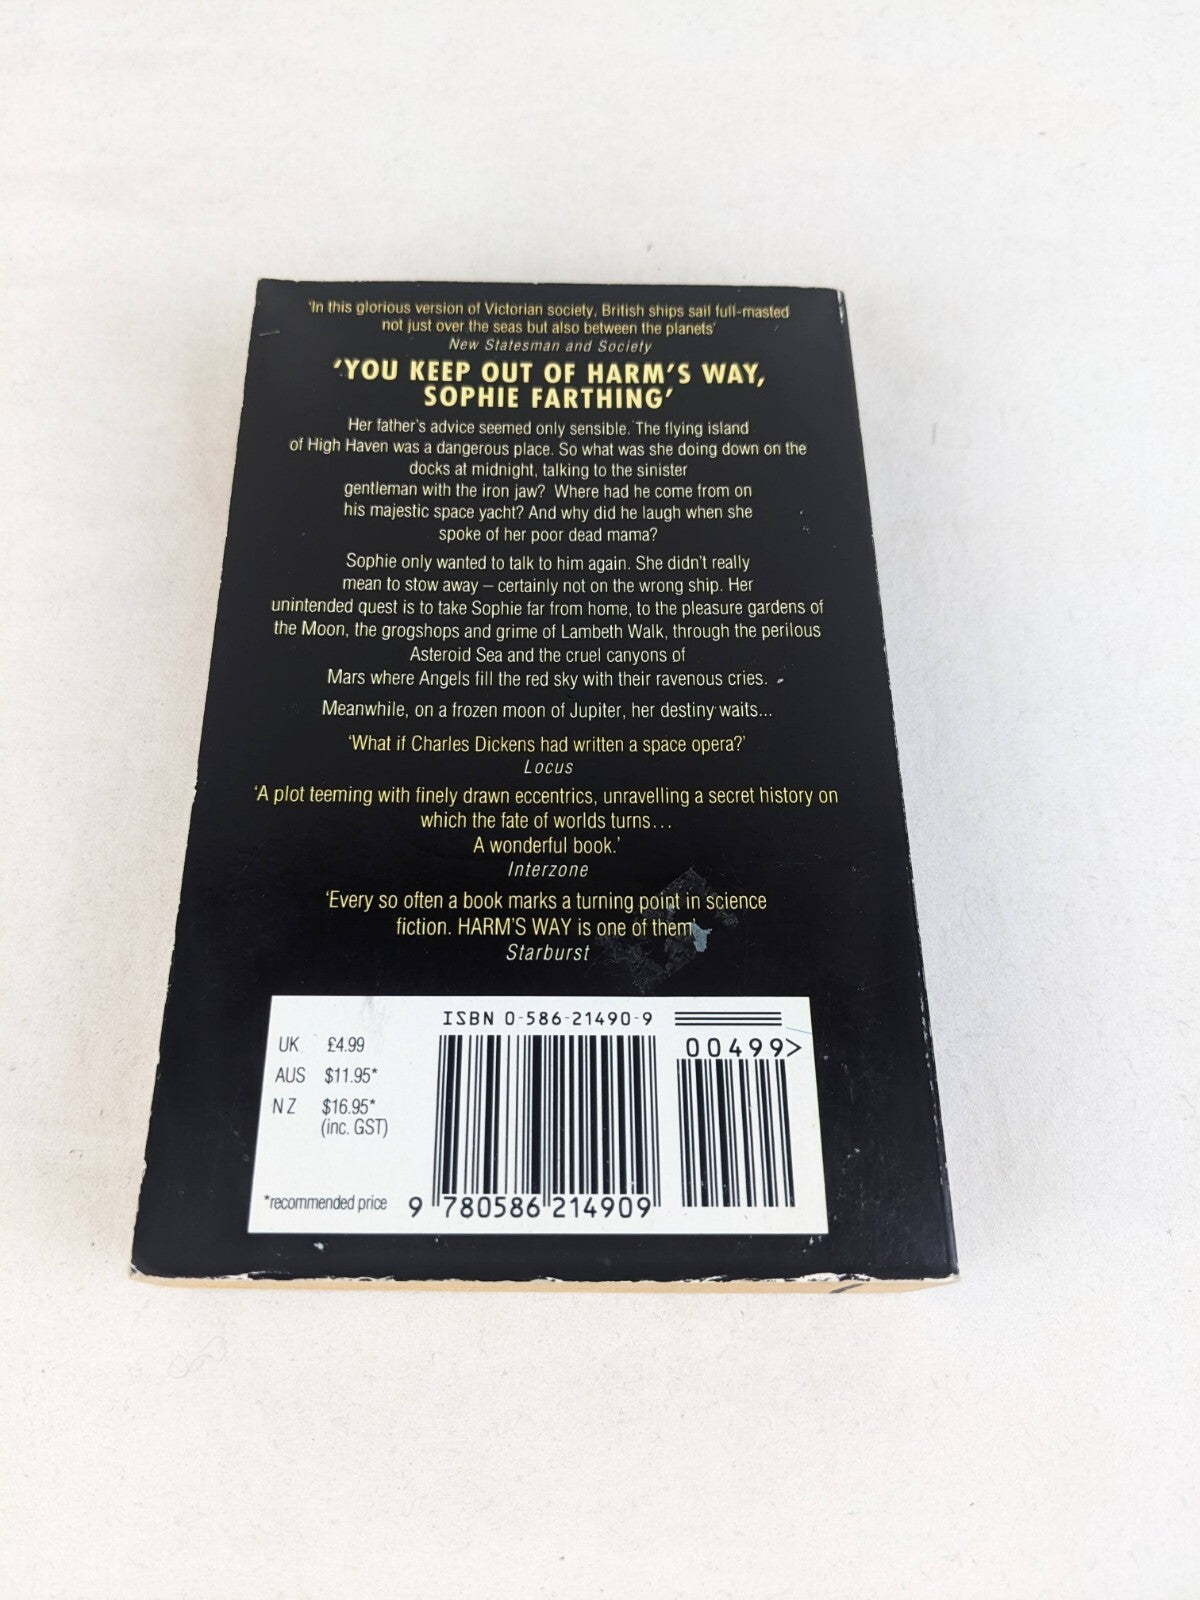 'In this glorious version of Victorian society, British ships sail full-masted
not just over the seas but also between the planets'
New Statesman and Society
'YOU KEEP OUT OF HARM'S WAY,
SOPHIE FARTHING'
Her father's advice seemed only sensible. The flying island
of High Haven was a dangerous place. So what was she doing down on the
docks at midnight, talking to the sinister
gentleman with the iron jaw? Where had he come from on
his majestic space yacht? And why did he laugh when she
spoke of her poor dead mama?
Sophie only wanted to talk to him again. She didn't really
mean to stow away – certainly not on the wrong ship. Her
unintended quest is to take Sophie far from home, to the pleasure gardens of
the Moon, the grogshops and grime of Lambeth Walk, through the perilous
Asteroid Sea and the cruel canyons of
Mars where Angels fill the red sky with their ravenous cries.
Meanwhile, on a frozen moon of Jupiter, her destiny waits...
'What if Charles Dickens had written a space opera?'
Locus
'A plot teeming with finely drawn eccentrics, unravelling a secret history on
which the fate of worlds turns...
A wonderful book.'
Interzone
'Every so often a book marks a turning point in science
fiction. HARM'S WAY is one of them'
Starburst
ISBN 0-586-21490-9
00499>
UK £4.99
AUS $11.95*
NZ $16.95*
(inc. GST)
*recommended price
9 780586 214909